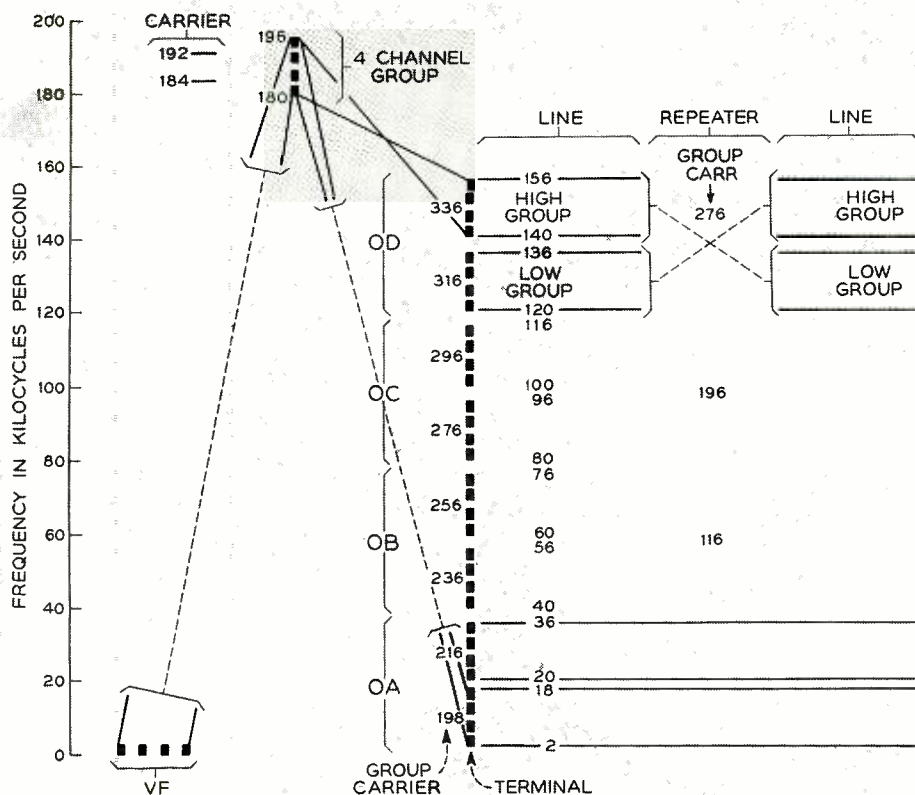 FREQUENCY IN KILOCYCLES PER SECOND
200
180
160
140
120
100
80
60
40
20
0
CARRIER
192
184
196
180
4 CHANNEL
GROUP
VF
OD
OC
OB
OA
336
316
296
276
256
236
216
198
GROUP
CARRIER
TERMINAL
LINE
REPEATER
LINE
156
HIGH
GROUP
140
136
LOW
GROUP
120
116
100
96
80
76
60
56
40
36
20
18
2
GROUP
CARR
276
196
116
HIGH
GROUP
LOW
GROUP